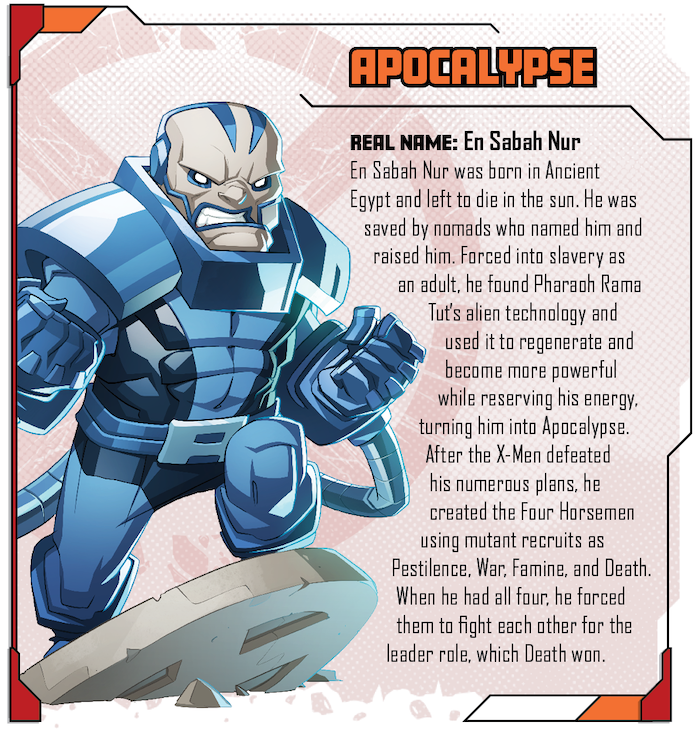 APOCALYPSE
REAL NAME: En Sabah Nur
En Sabah Nur was born in Ancient
Egypt and left to die in the sun. He was
saved by nomads who named him and
raised him. Forced into slavery as
an adult, he found Pharaoh Rama
Tut's alien technology and
used it to regenerate and
become more powerful
while reserving his energy,
turning him into Apocalypse.
After the X-Men defeated
his numerous plans, he
created the Four Horsemen
using mutant recruits as
Pestilence, War, Famine, and Death.
When he had all four, he forced
them to fight each other for the
leader role, which Death won.